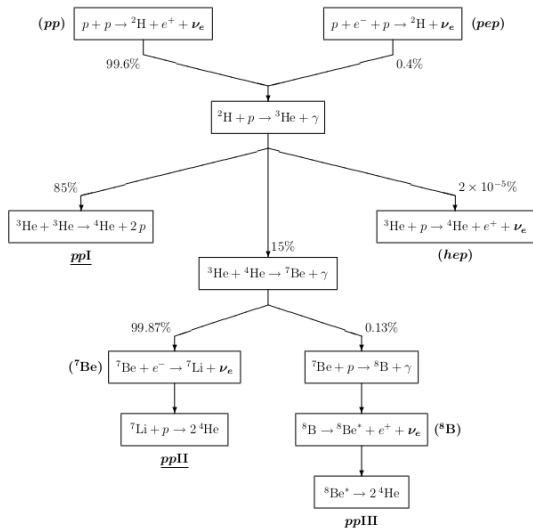 (pp) p + p → ²H + e⁺ + νₑ p + e⁻ + p → ²H + νₑ (pep)
99.6% 0.4%
²H + p → ³He + γ
85% 2 × 10⁻⁵%
³He + ³He → ⁴He + 2 p ³He + p → ⁴He + e⁺ + νₑ
ppI (hep)
15%
³He + ⁴He → ⁷Be + γ
99.87% 0.13%
(⁷Be) ⁷Be + e⁻ → ⁷Li + νₑ ⁷Be + p → ⁸B + γ
⁷Li + p → 2 ⁴He ⁸B → ⁸Be* + e⁺ + νₑ (⁸B)
ppII
⁸Be* → 2 ⁴He
ppIII